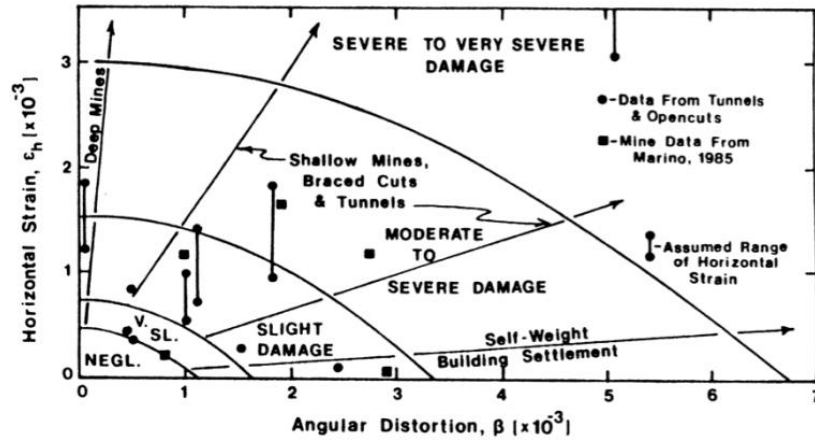 SEVERE TO VERY SEVERE
DAMAGE
3
2
1
0
Horizontal Strain, εh [x10⁻³]
Deep Mines
●-Data From Tunnels
& Opencuts
■-Mine Data From
Marino, 1985
Shallow Mines,
Braced Cuts
& Tunnels
MODERATE
TO
SEVERE DAMAGE
Assumed Range
of Horizontal
Strain
V.
SL.
SLIGHT
DAMAGE
NEGL.
Self-Weight
Building Settlement
0 1 2 3 4 5 6 7
Angular Distortion, β [x10⁻³]